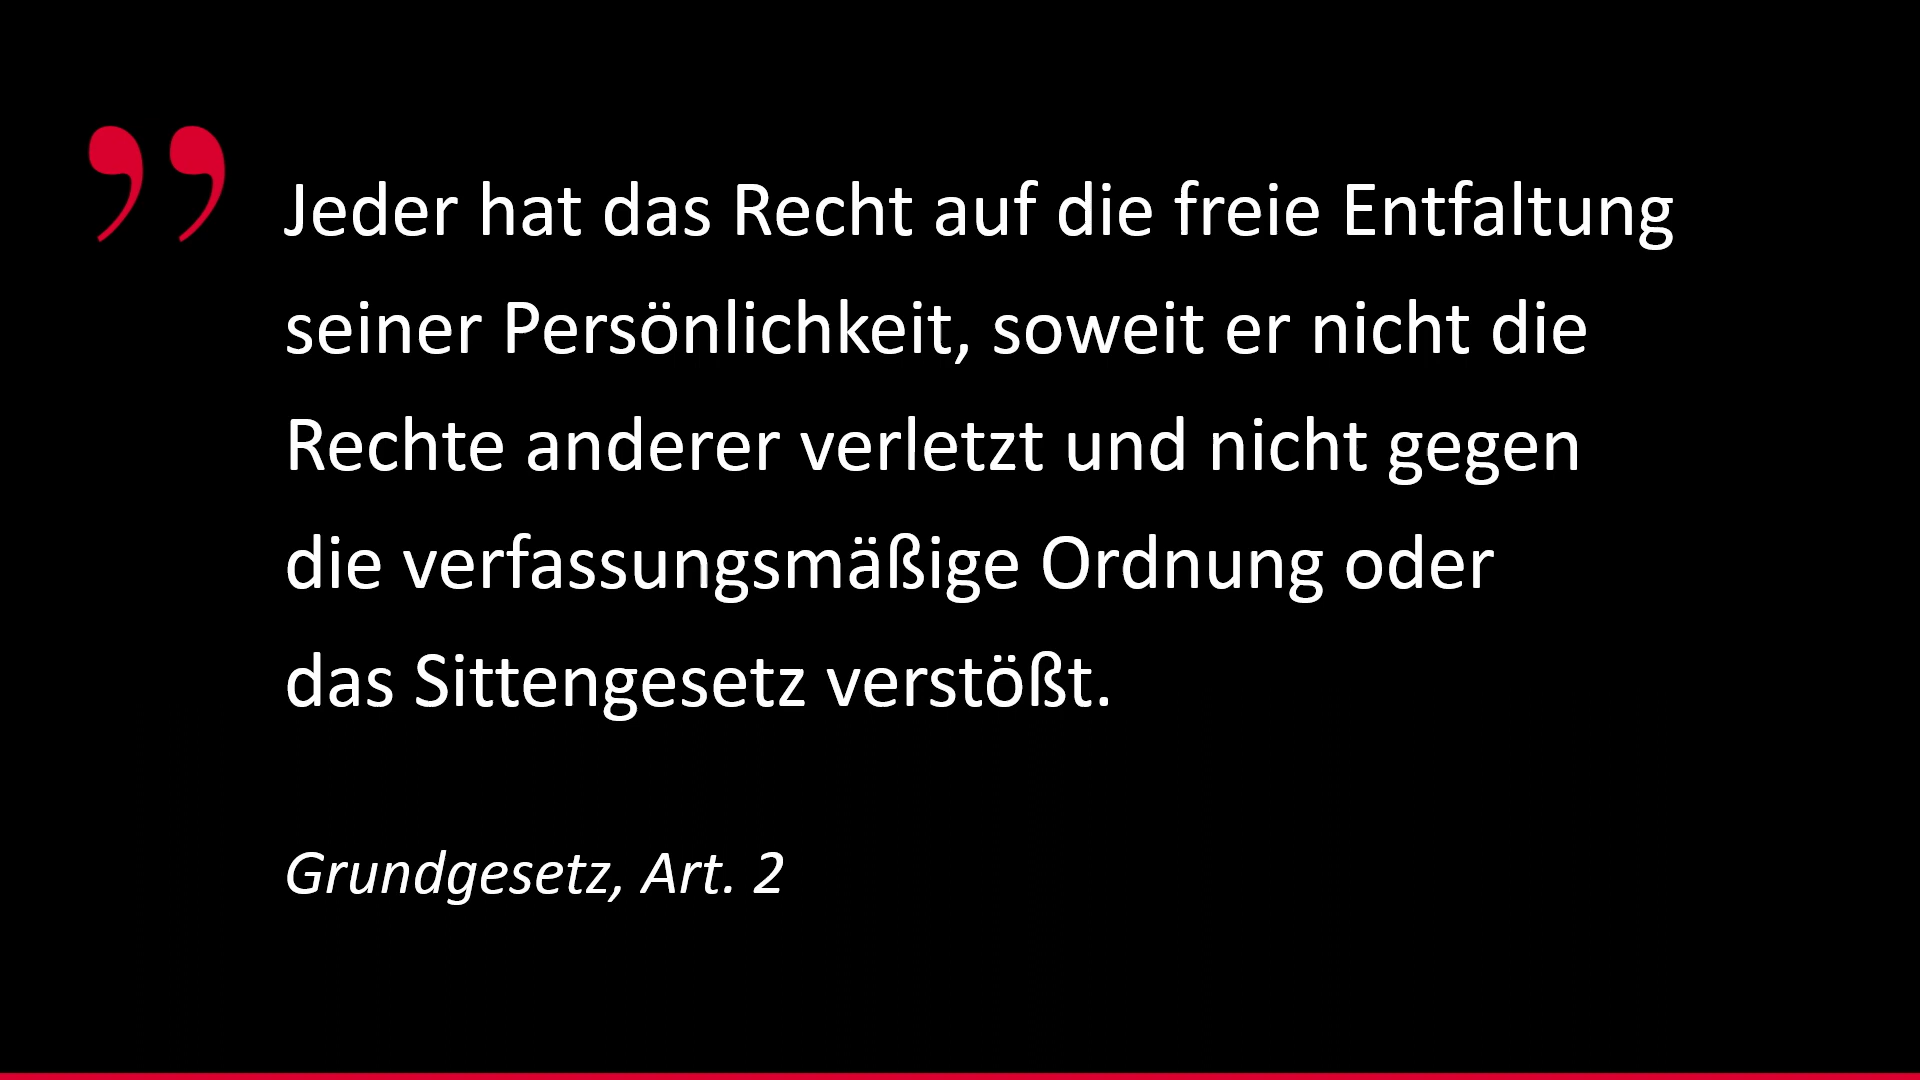 ”
Jeder hat das Recht auf die freie Entfaltung
seiner Persönlichkeit, soweit er nicht die
Rechte anderer verletzt und nicht gegen
die verfassungsmäßige Ordnung oder
das Sittengesetz verstößt.
Grundgesetz, Art. 2